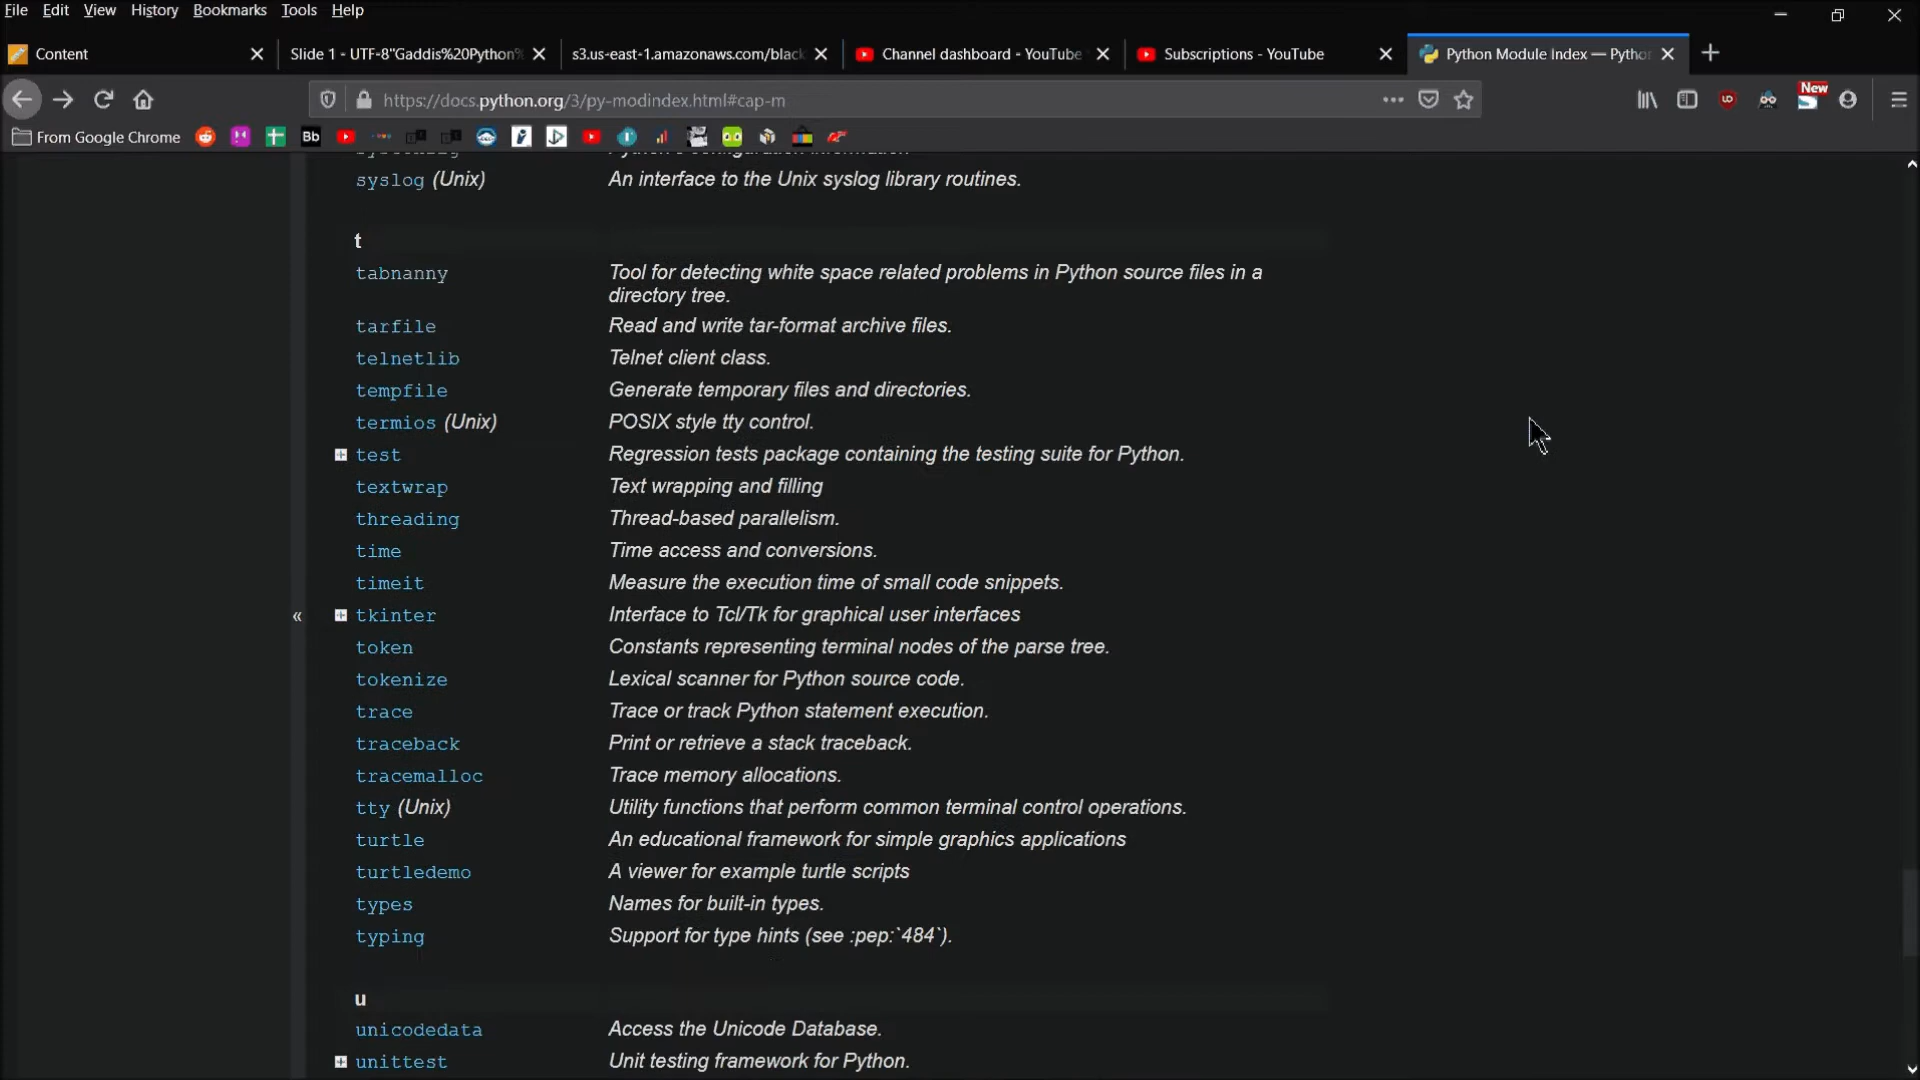 File Edit View History Bookmarks Tools Help
Content
Slide 1 - UTF-8"Gaddis%20Python%
s3.us-east-1.amazonaws.com/black
Channel dashboard - YouTube
Subscriptions - YouTube
Python Module Index — Pytho
https://docs.python.org/3/py-modindex.html#cap-m
New
From Google Chrome
Bb
syslog (Unix) An interface to the Unix syslog library routines.
t
tabnanny Tool for detecting white space related problems in Python source files in a
directory tree.
tarfile Read and write tar-format archive files.
telnetlib Telnet client class.
tempfile Generate temporary files and directories.
termios (Unix) POSIX style tty control.
test Regression tests package containing the testing suite for Python.
textwrap Text wrapping and filling
threading Thread-based parallelism.
time Time access and conversions.
timeit Measure the execution time of small code snippets.
« tkinter Interface to Tcl/Tk for graphical user interfaces
token Constants representing terminal nodes of the parse tree.
tokenize Lexical scanner for Python source code.
trace Trace or track Python statement execution.
traceback Print or retrieve a stack traceback.
tracemalloc Trace memory allocations.
tty (Unix) Utility functions that perform common terminal control operations.
turtle An educational framework for simple graphics applications
turtledemo A viewer for example turtle scripts
types Names for built-in types.
typing Support for type hints (see :pep:`484`).
u
unicodedata Access the Unicode Database.
unittest Unit testing framework for Python.